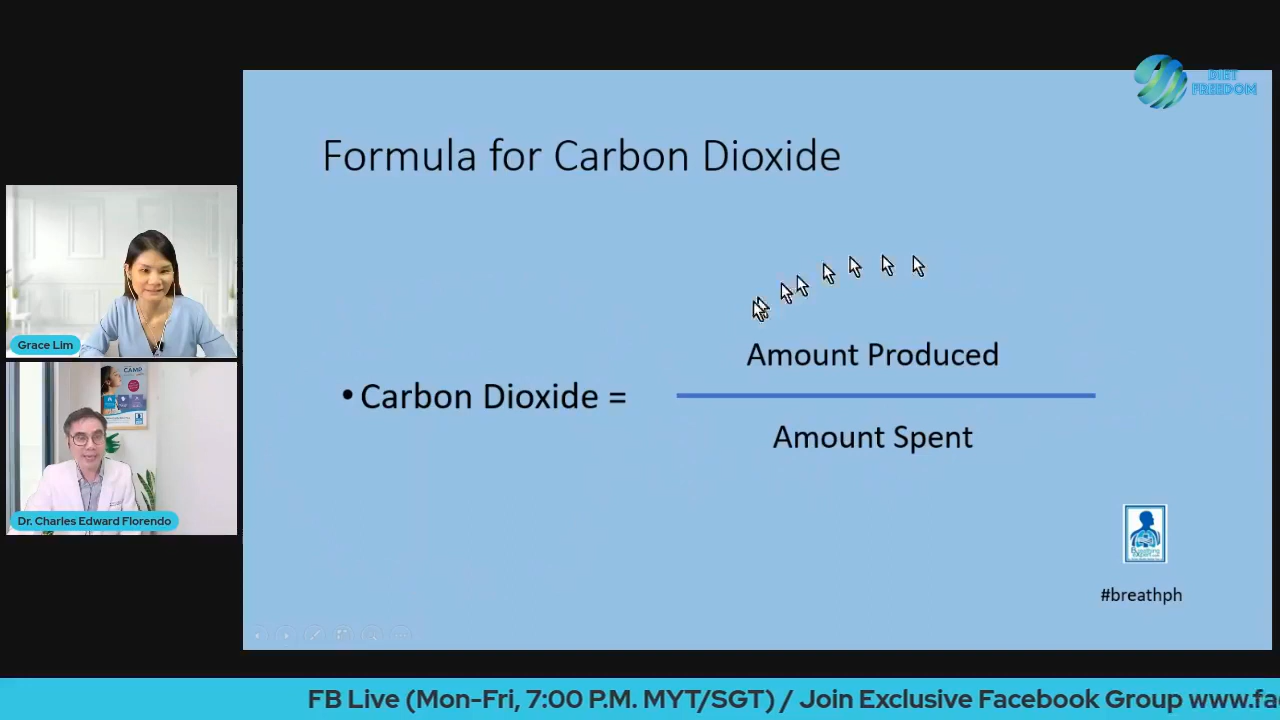 DIET
FREEDOM
Formula for Carbon Dioxide
• Carbon Dioxide =
Amount Produced
Amount Spent
Grace Lim
CAMP
Dr. Charles Edward Florendo
#breathph
FB Live (Mon-Fri, 7:00 P.M. MYT/SGT) / Join Exclusive Facebook Group www.fa